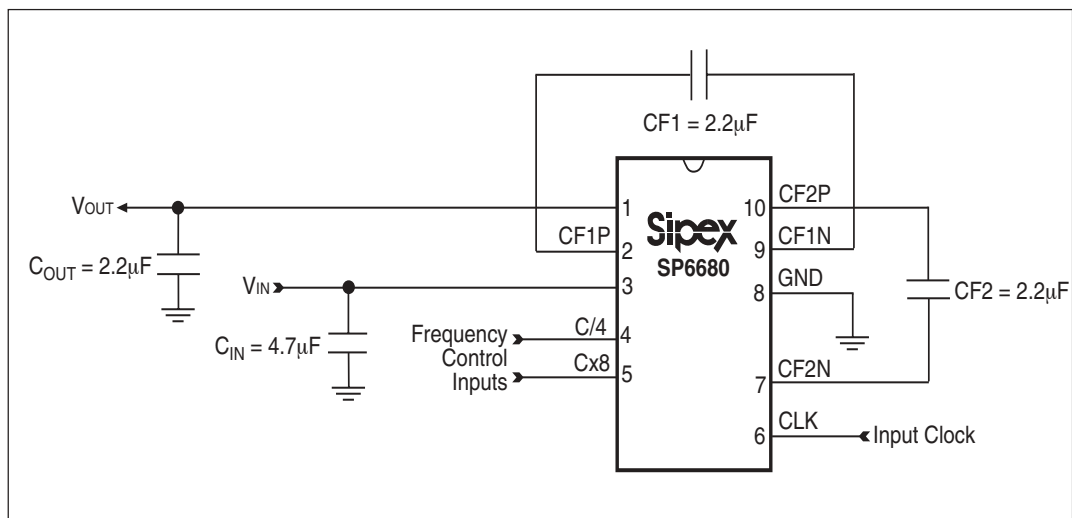 CF1 = 2.2µF
VOUT
COUT = 2.2µF
VIN
CIN = 4.7µF
Frequency
Control
Inputs
CF1P
C/4
Cx8
1
2
3
4
5
Sipex
SP6680
10
9
8
7
6
CF2P
CF1N
GND
CF2N
CLK
CF2 = 2.2µF
Input Clock